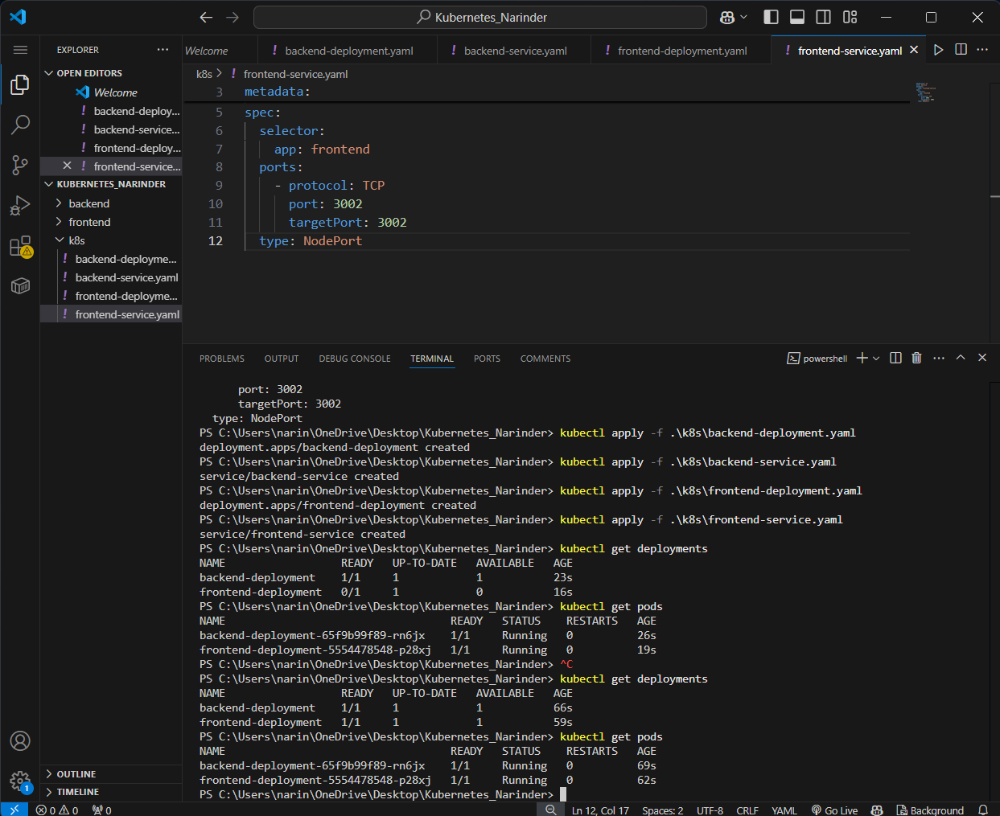 Kubernetes_Narinder
EXPLORER
Welcome
backend-deployment.yaml
backend-service.yaml
frontend-deployment.yaml
frontend-service.yaml
OPEN EDITORS
Welcome
backend-deploy...
backend-service...
frontend-deploy...
frontend-service...
KUBERNETES_NARINDER
backend
frontend
k8s
backend-deployme...
backend-service.yaml
frontend-deployme...
frontend-service.yaml
OUTLINE
TIMELINE
k8s > ! frontend-service.yaml
3 metadata:
5 spec:
6 selector:
7 app: frontend
8 ports:
9 - protocol: TCP
10 port: 3002
11 targetPort: 3002
12 type: NodePort
PROBLEMS OUTPUT DEBUG CONSOLE TERMINAL PORTS COMMENTS
powershell
port: 3002
targetPort: 3002
type: NodePort
PS C:\Users\narin\OneDrive\Desktop\Kubernetes_Narinder> kubectl apply -f .\k8s\backend-deployment.yaml
deployment.apps/backend-deployment created
PS C:\Users\narin\OneDrive\Desktop\Kubernetes_Narinder> kubectl apply -f .\k8s\backend-service.yaml
service/backend-service created
PS C:\Users\narin\OneDrive\Desktop\Kubernetes_Narinder> kubectl apply -f .\k8s\frontend-deployment.yaml
deployment.apps/frontend-deployment created
PS C:\Users\narin\OneDrive\Desktop\Kubernetes_Narinder> kubectl apply -f .\k8s\frontend-service.yaml
service/frontend-service created
PS C:\Users\narin\OneDrive\Desktop\Kubernetes_Narinder> kubectl get deployments
NAME READY UP-TO-DATE AVAILABLE AGE
backend-deployment 1/1 1 1 23s
frontend-deployment 0/1 1 0 16s
PS C:\Users\narin\OneDrive\Desktop\Kubernetes_Narinder> kubectl get pods
NAME READY STATUS RESTARTS AGE
backend-deployment-65f9b99f89-rn6jx 1/1 Running 0 26s
frontend-deployment-5554478548-p28xj 1/1 Running 0 19s
PS C:\Users\narin\OneDrive\Desktop\Kubernetes_Narinder> ^C
PS C:\Users\narin\OneDrive\Desktop\Kubernetes_Narinder> kubectl get deployments
NAME READY UP-TO-DATE AVAILABLE AGE
backend-deployment 1/1 1 1 66s
frontend-deployment 1/1 1 1 59s
PS C:\Users\narin\OneDrive\Desktop\Kubernetes_Narinder> kubectl get pods
NAME READY STATUS RESTARTS AGE
backend-deployment-65f9b99f89-rn6jx 1/1 Running 0 69s
frontend-deployment-5554478548-p28xj 1/1 Running 0 62s
PS C:\Users\narin\OneDrive\Desktop\Kubernetes_Narinder>
1
0 0 0 Ln 12, Col 17 Spaces: 2 UTF-8 CRLF YAML Go Live Background